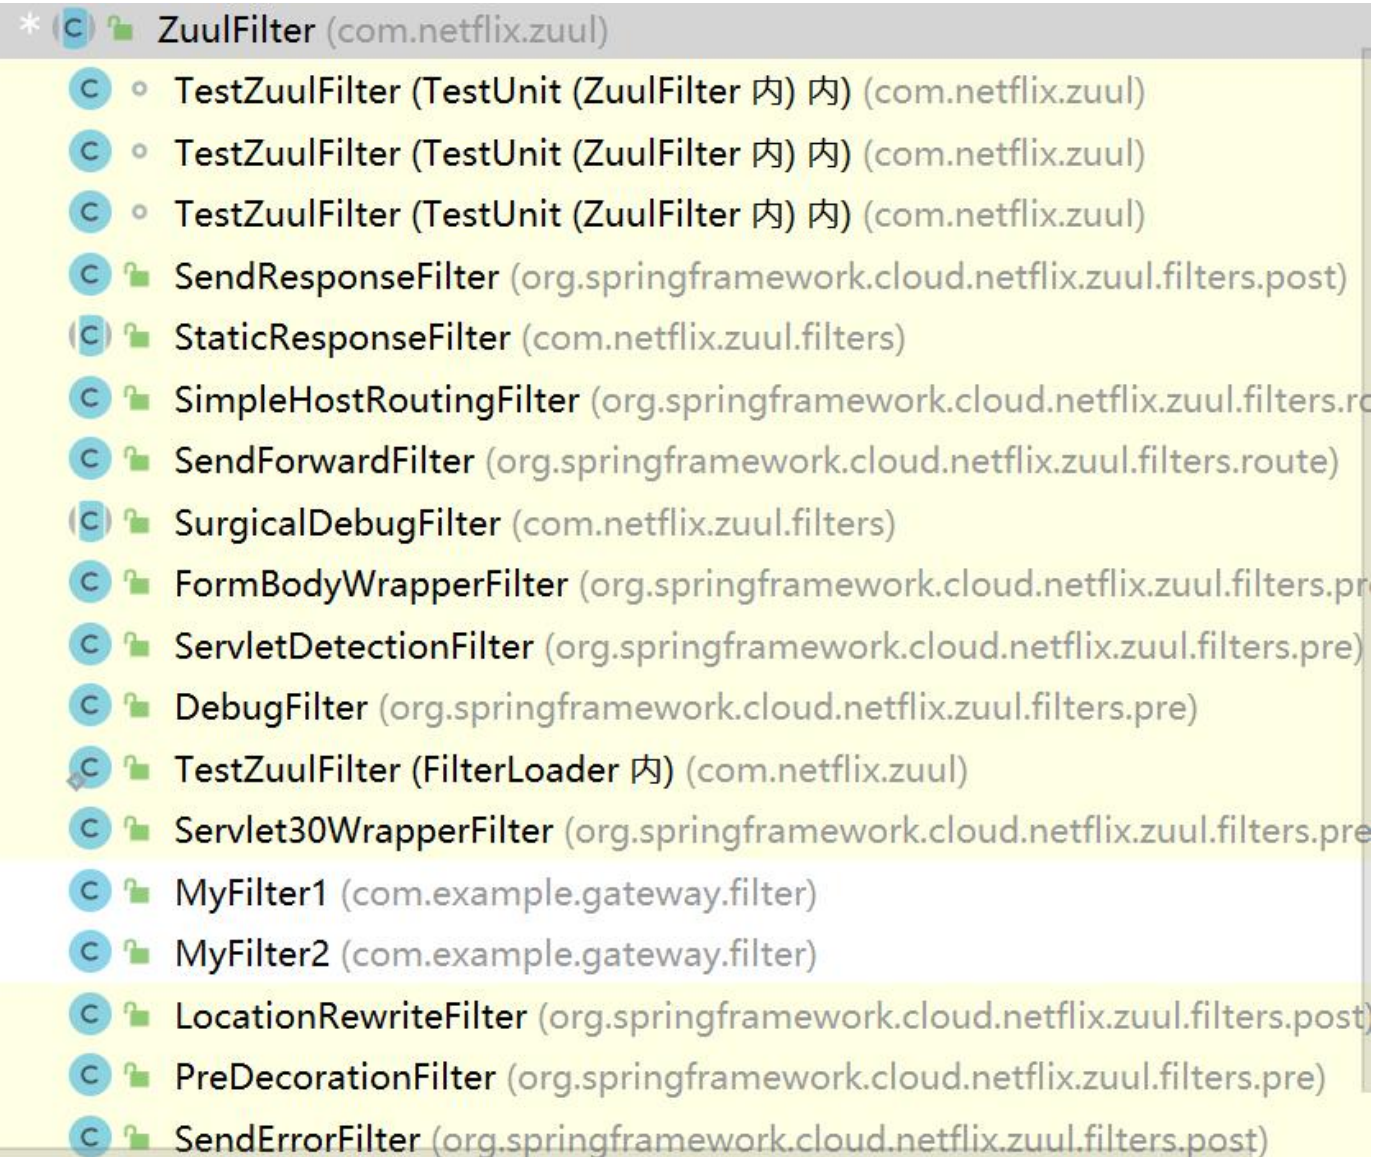 * C ZuulFilter (com.netflix.zuul)
C TestZuulFilter (TestUnit (ZuulFilter 内) 内) (com.netflix.zuul)
C TestZuulFilter (TestUnit (ZuulFilter 内) 内) (com.netflix.zuul)
C TestZuulFilter (TestUnit (ZuulFilter 内) 内) (com.netflix.zuul)
C SendResponseFilter (org.springframework.cloud.netflix.zuul.filters.post)
C StaticResponseFilter (com.netflix.zuul.filters)
C SimpleHostRoutingFilter (org.springframework.cloud.netflix.zuul.filters.ro
C SendForwardFilter (org.springframework.cloud.netflix.zuul.filters.route)
C SurgicalDebugFilter (com.netflix.zuul.filters)
C FormBodyWrapperFilter (org.springframework.cloud.netflix.zuul.filters.pre
C ServletDetectionFilter (org.springframework.cloud.netflix.zuul.filters.pre)
C DebugFilter (org.springframework.cloud.netflix.zuul.filters.pre)
C TestZuulFilter (FilterLoader 内) (com.netflix.zuul)
C Servlet30WrapperFilter (org.springframework.cloud.netflix.zuul.filters.pre
C MyFilter1 (com.example.gateway.filter)
C MyFilter2 (com.example.gateway.filter)
C LocationRewriteFilter (org.springframework.cloud.netflix.zuul.filters.post)
C PreDecorationFilter (org.springframework.cloud.netflix.zuul.filters.pre)
C SendErrorFilter (org.springframework.cloud.netflix.zuul.filters.post)